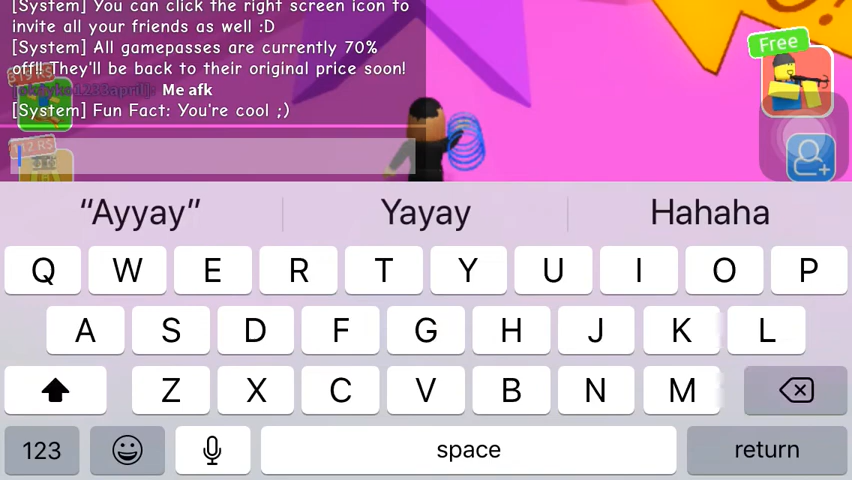 [System] You can click the right screen icon to
invite all your friends as well :D
[System] All gamepasses are currently 70%
off!! They'll be back to their original price soon!
Me afk
[System] Fun Fact: You're cool ;)
Free
“Ayyay” Yayay Hahaha
Q W E R T Y U I O P
A S D F G H J K L
Z X C V B N M
123 space return